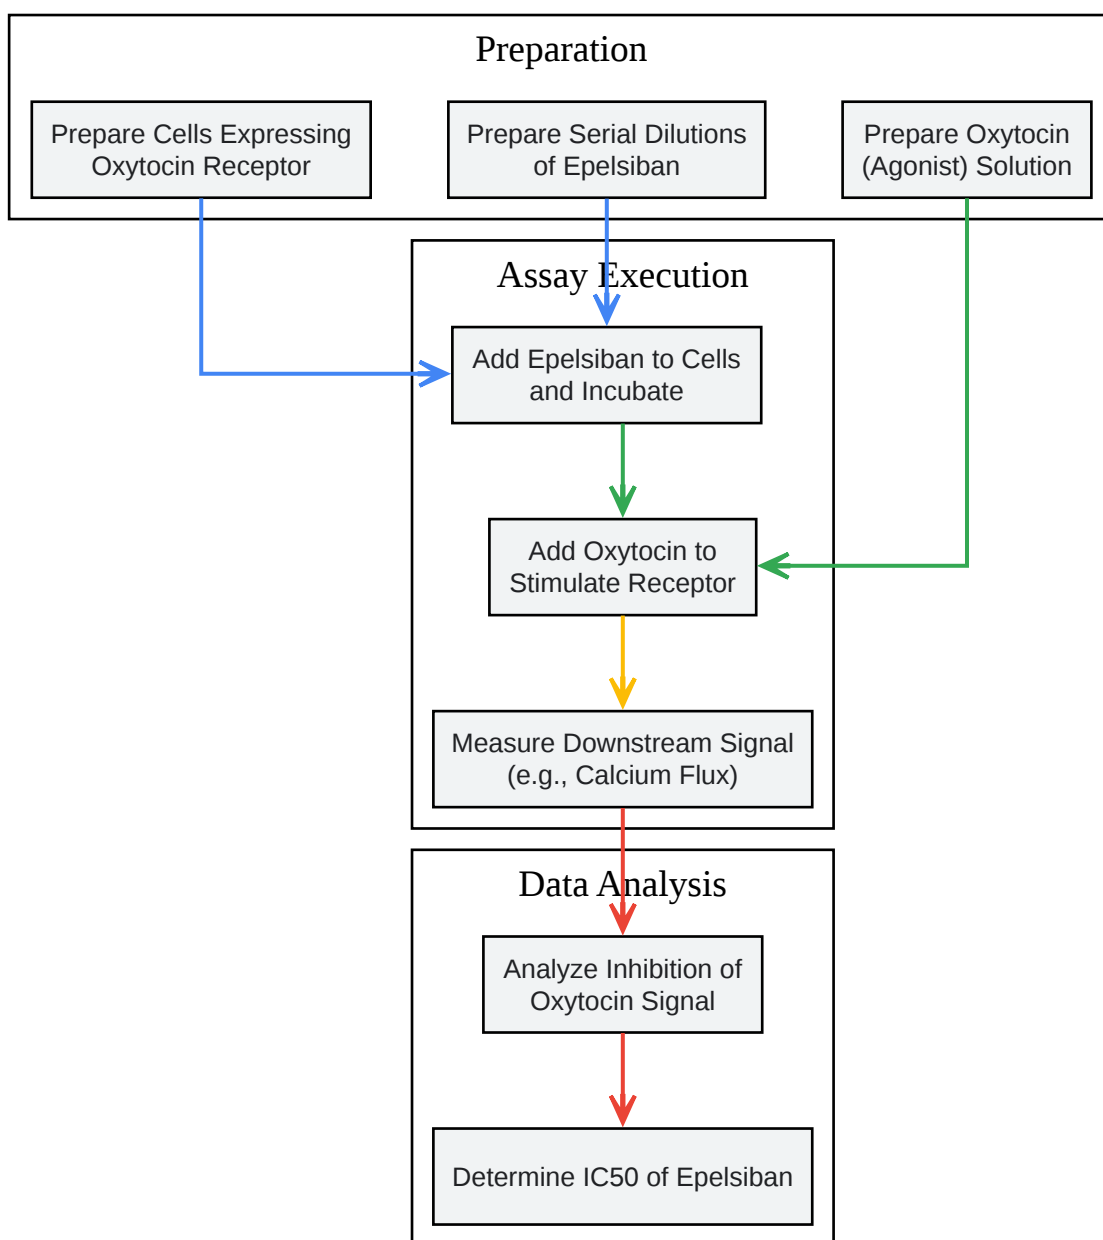 Preparation
Prepare Cells Expressing
Oxytocin Receptor
Prepare Serial Dilutions
of Epelsiban
Prepare Oxytocin
(Agonist) Solution
Assay Execution
Add Epelsiban to Cells
and Incubate
Add Oxytocin to
Stimulate Receptor
Measure Downstream Signal
(e.g., Calcium Flux)
Data Analysis
Analyze Inhibition of
Oxytocin Signal
Determine IC50 of Epelsiban